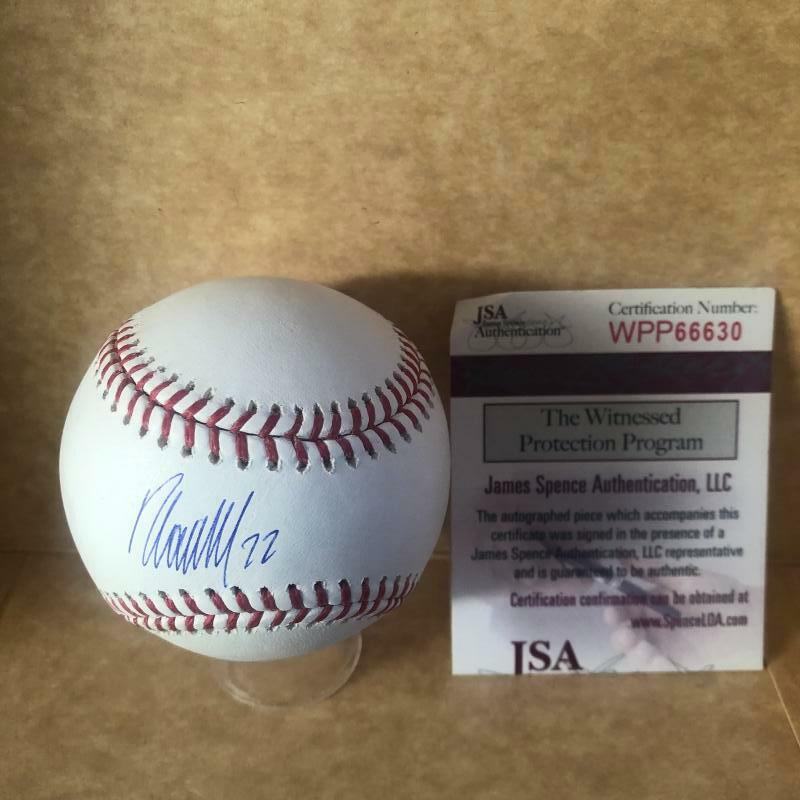 22
JSA
Authentication
Certification Number:
WPP66630
The Witnessed
Protection Program
James Spence Authentication, LLC
The autographed piece which accompanies this
certificate was signed in the presence of a
James Spence Authentication, LLC representative
and is guaranteed to be authentic.
Certification confirmation can be obtained at
www.SpenceLOA.com
JSA